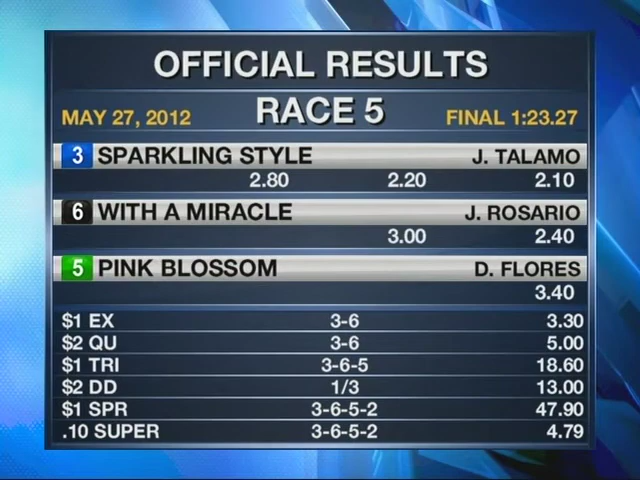 OFFICIAL RESULTS
MAY 27, 2012 RACE 5 FINAL 1:23.27
3 SPARKLING STYLE J. TALAMO
2.80 2.20 2.10
6 WITH A MIRACLE J. ROSARIO
3.00 2.40
5 PINK BLOSSOM D. FLORES
3.40
$1 EX 3-6 3.30
$2 QU 3-6 5.00
$1 TRI 3-6-5 18.60
$2 DD 1/3 13.00
$1 SPR 3-6-5-2 47.90
.10 SUPER 3-6-5-2 4.79